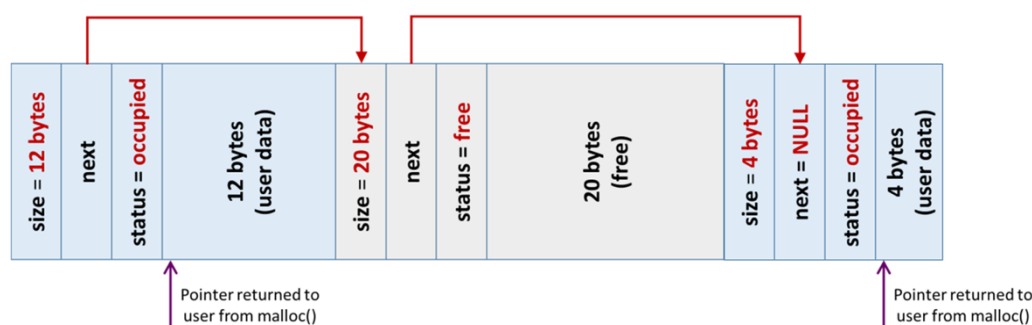 size = 12 bytes
next
status = occupied
12 bytes
(user data)
size = 20 bytes
next
status = free
20 bytes
(free)
size = 4 bytes
next = NULL
status = occupied
4 bytes
(user data)
Pointer returned to
user from malloc()
Pointer returned to
user from malloc()